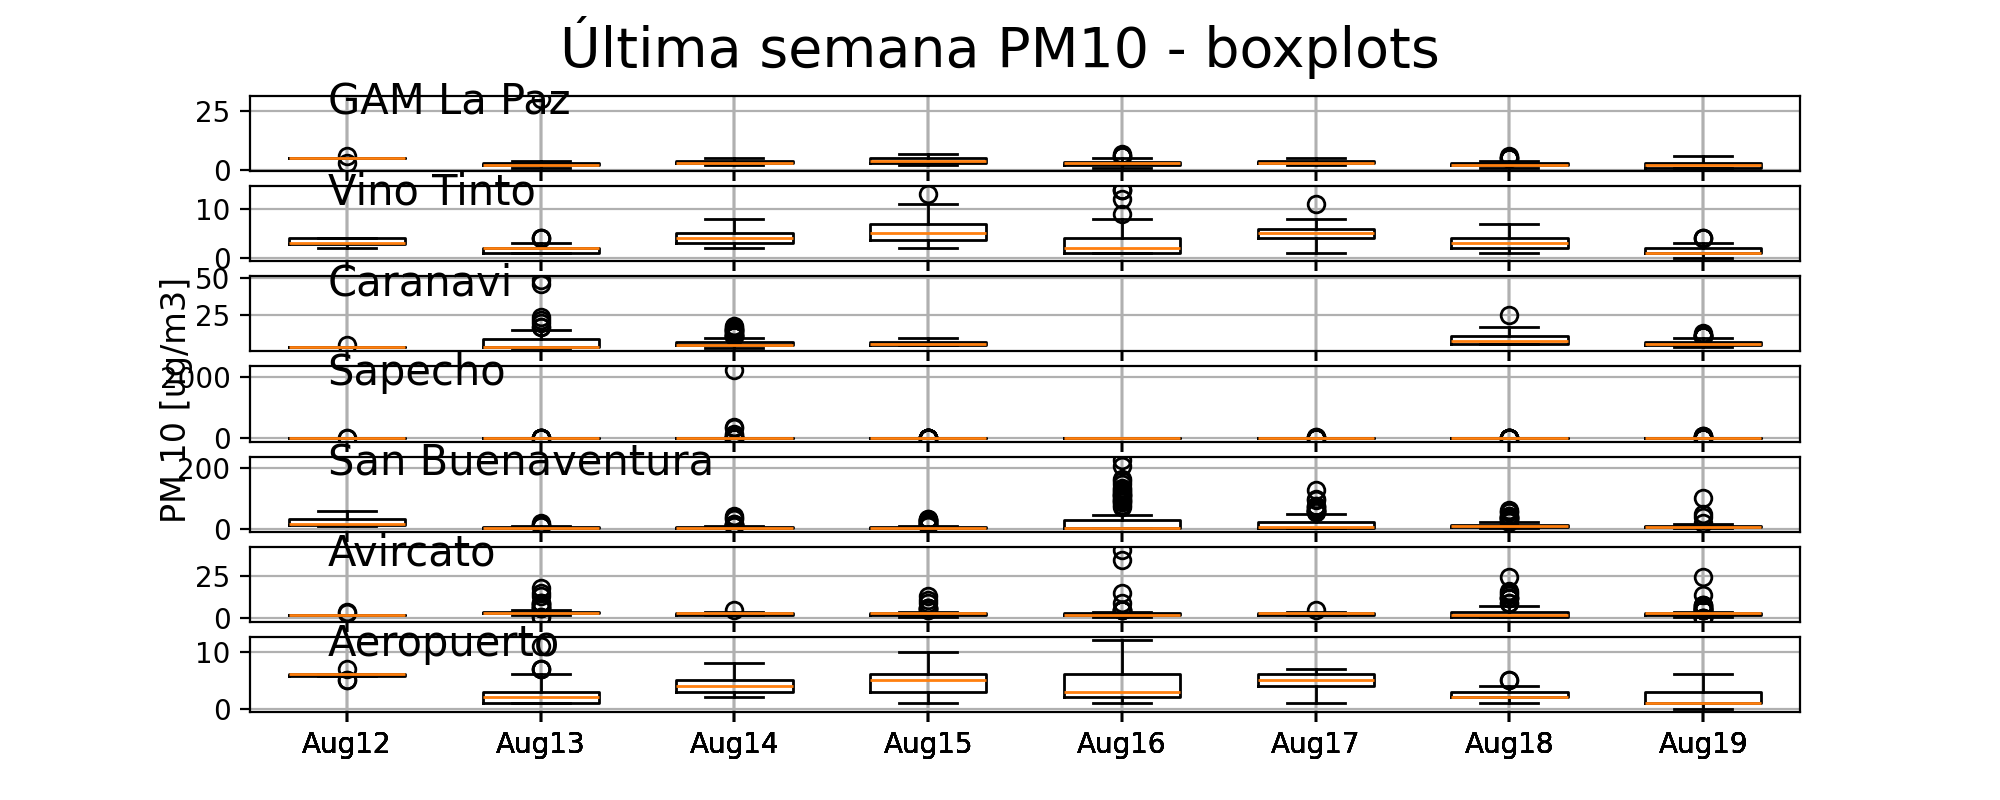 Última semana PM10 - boxplots
GAM La Paz
25
0
Vino Tinto
10
0
Caranavi
50
25
Sapecho
2000
0
San Buenaventura
200
0
Avircato
25
0
Aeropuerto
10
0
PM 10 [ug/m3]
Aug12 Aug13 Aug14 Aug15 Aug16 Aug17 Aug18 Aug19